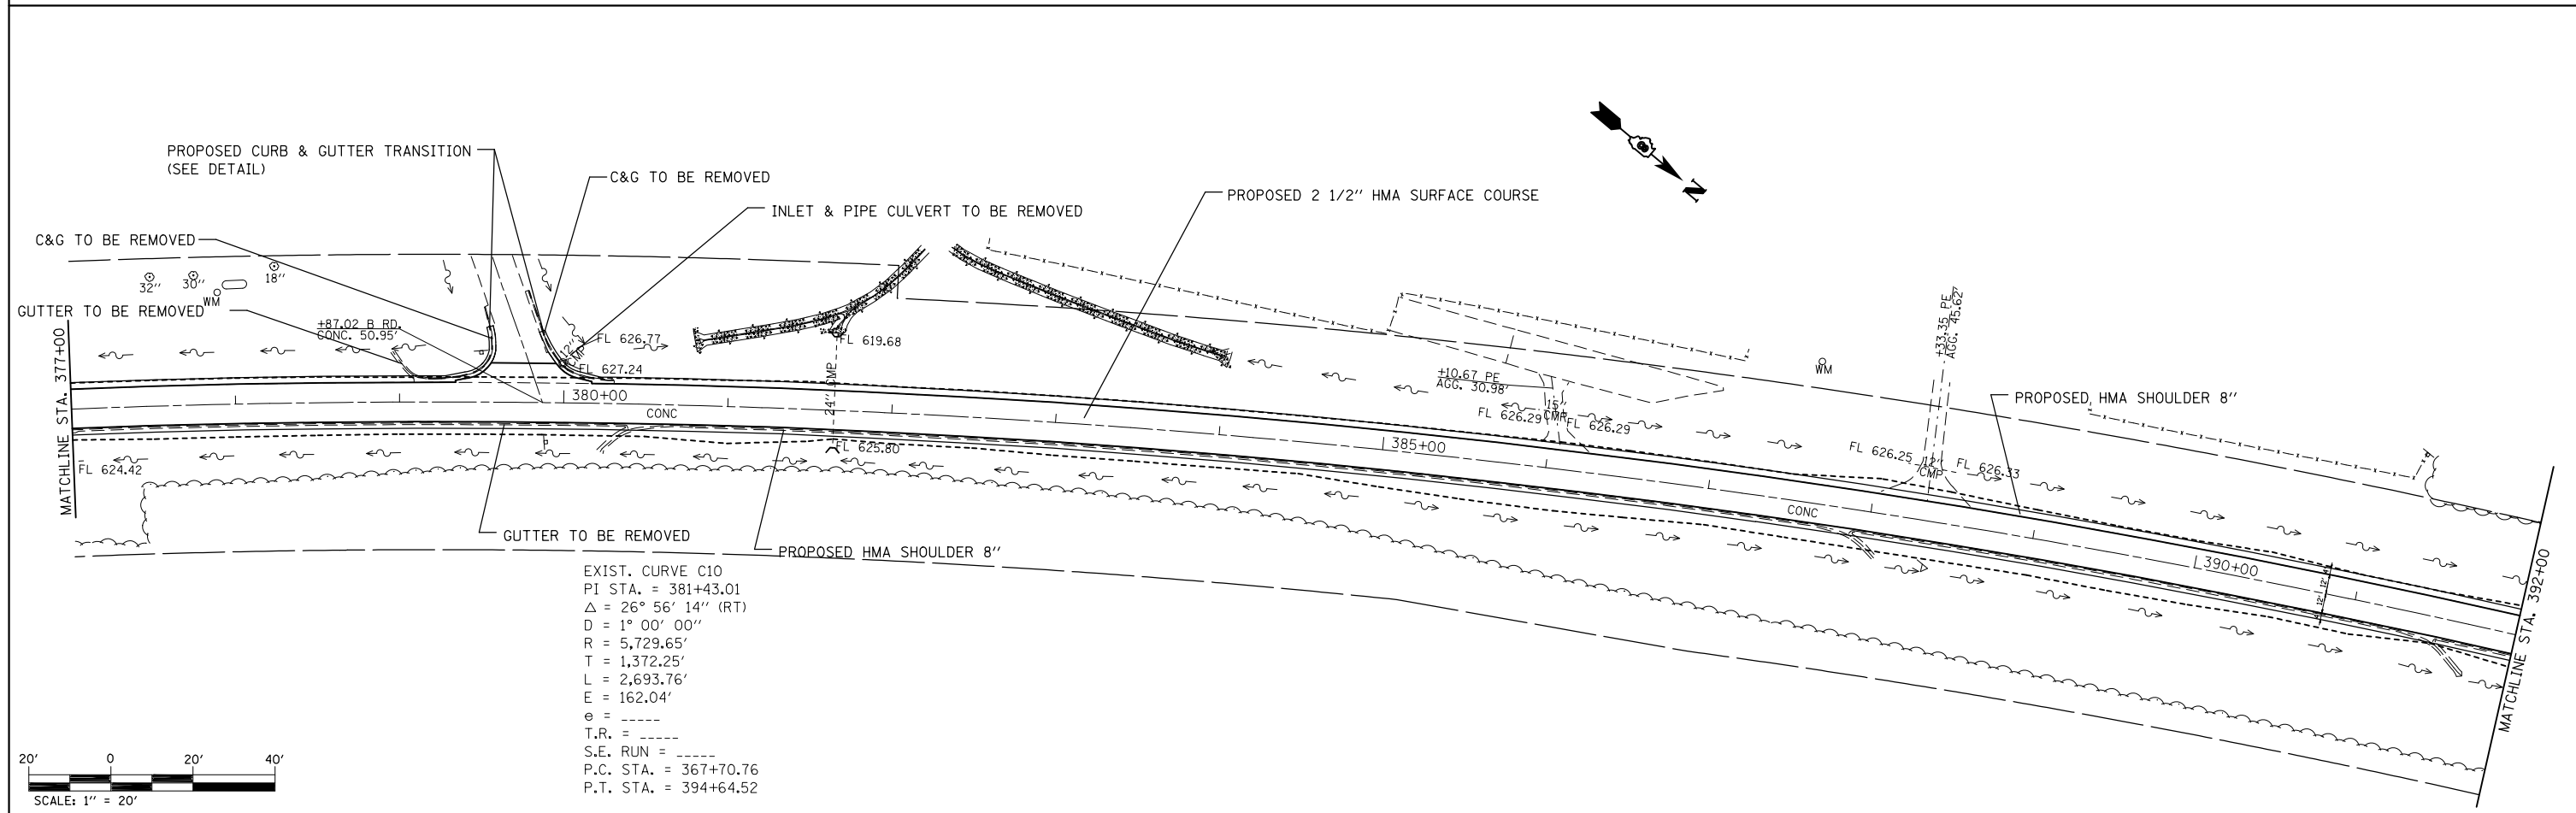 PROPOSED CURB & GUTTER TRANSITION
(SEE DETAIL)
C&G TO BE REMOVED
INLET & PIPE CULVERT TO BE REMOVED
PROPOSED 2 1/2" HMA SURFACE COURSE
N
C&G TO BE REMOVED
32"
30"
18"
WM
GUTTER TO BE REMOVED
+87.02 B RD.
CONC. 50.95'
MATCHLINE STA. 377+00
12"
CMP
FL 626.77
FL 627.24
FL 619.68
24" CMP
380+00
CONC
FL 624.42
FL 625.80
+10.67 PE
AGG. 30.98'
15"
CMP
FL 626.29
FL 626.29
385+00
WM
+33.35 PE
AGG. 45.62'
PROPOSED HMA SHOULDER 8"
FL 626.25
12"
CMP
FL 626.33
CONC
390+00
4'
12'
12'
4'
MATCHLINE STA. 392+00
GUTTER TO BE REMOVED
PROPOSED HMA SHOULDER 8"
EXIST. CURVE C10
PI STA. = 381+43.01
Δ = 26° 56' 14" (RT)
D = 1° 00' 00"
R = 5,729.65'
T = 1,372.25'
L = 2,693.76'
E = 162.04'
e = _____
T.R. = _____
S.E. RUN = _____
P.C. STA. = 367+70.76
P.T. STA. = 394+64.52
20' 0 20' 40'
SCALE: 1" = 20'